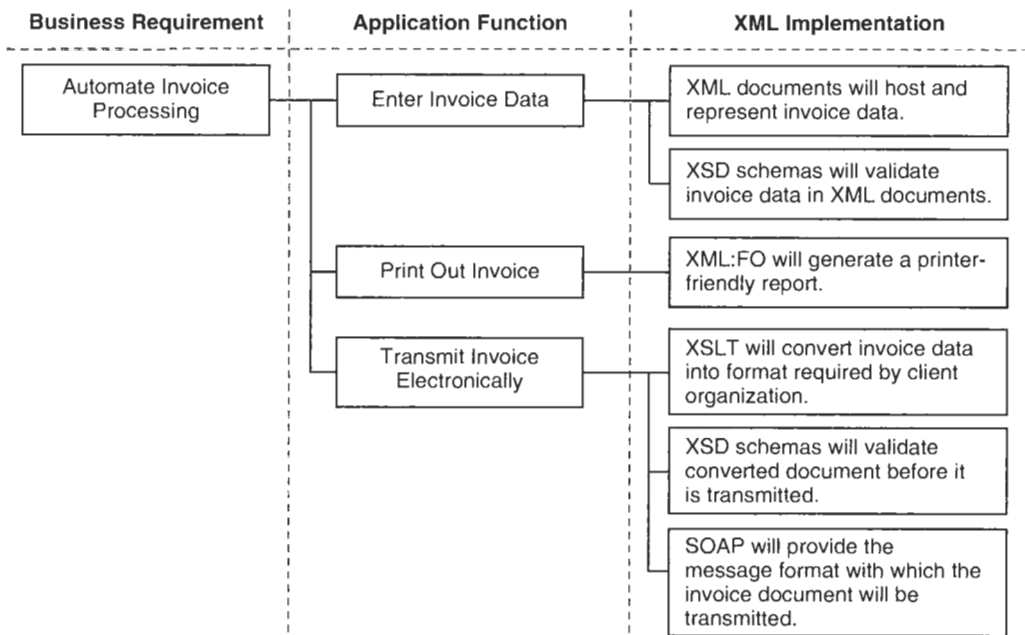 Business Requirement
Application Function
XML Implementation
Automate Invoice
Processing
Enter Invoice Data
XML documents will host and
represent invoice data.
XSD schemas will validate
invoice data in XML documents.
Print Out Invoice
XML:FO will generate a printer-
friendly report.
Transmit Invoice
Electronically
XSLT will convert invoice data
into format required by client
organization.
XSD schemas will validate
converted document before it
is transmitted.
SOAP will provide the
message format with which the
invoice document will be
transmitted.